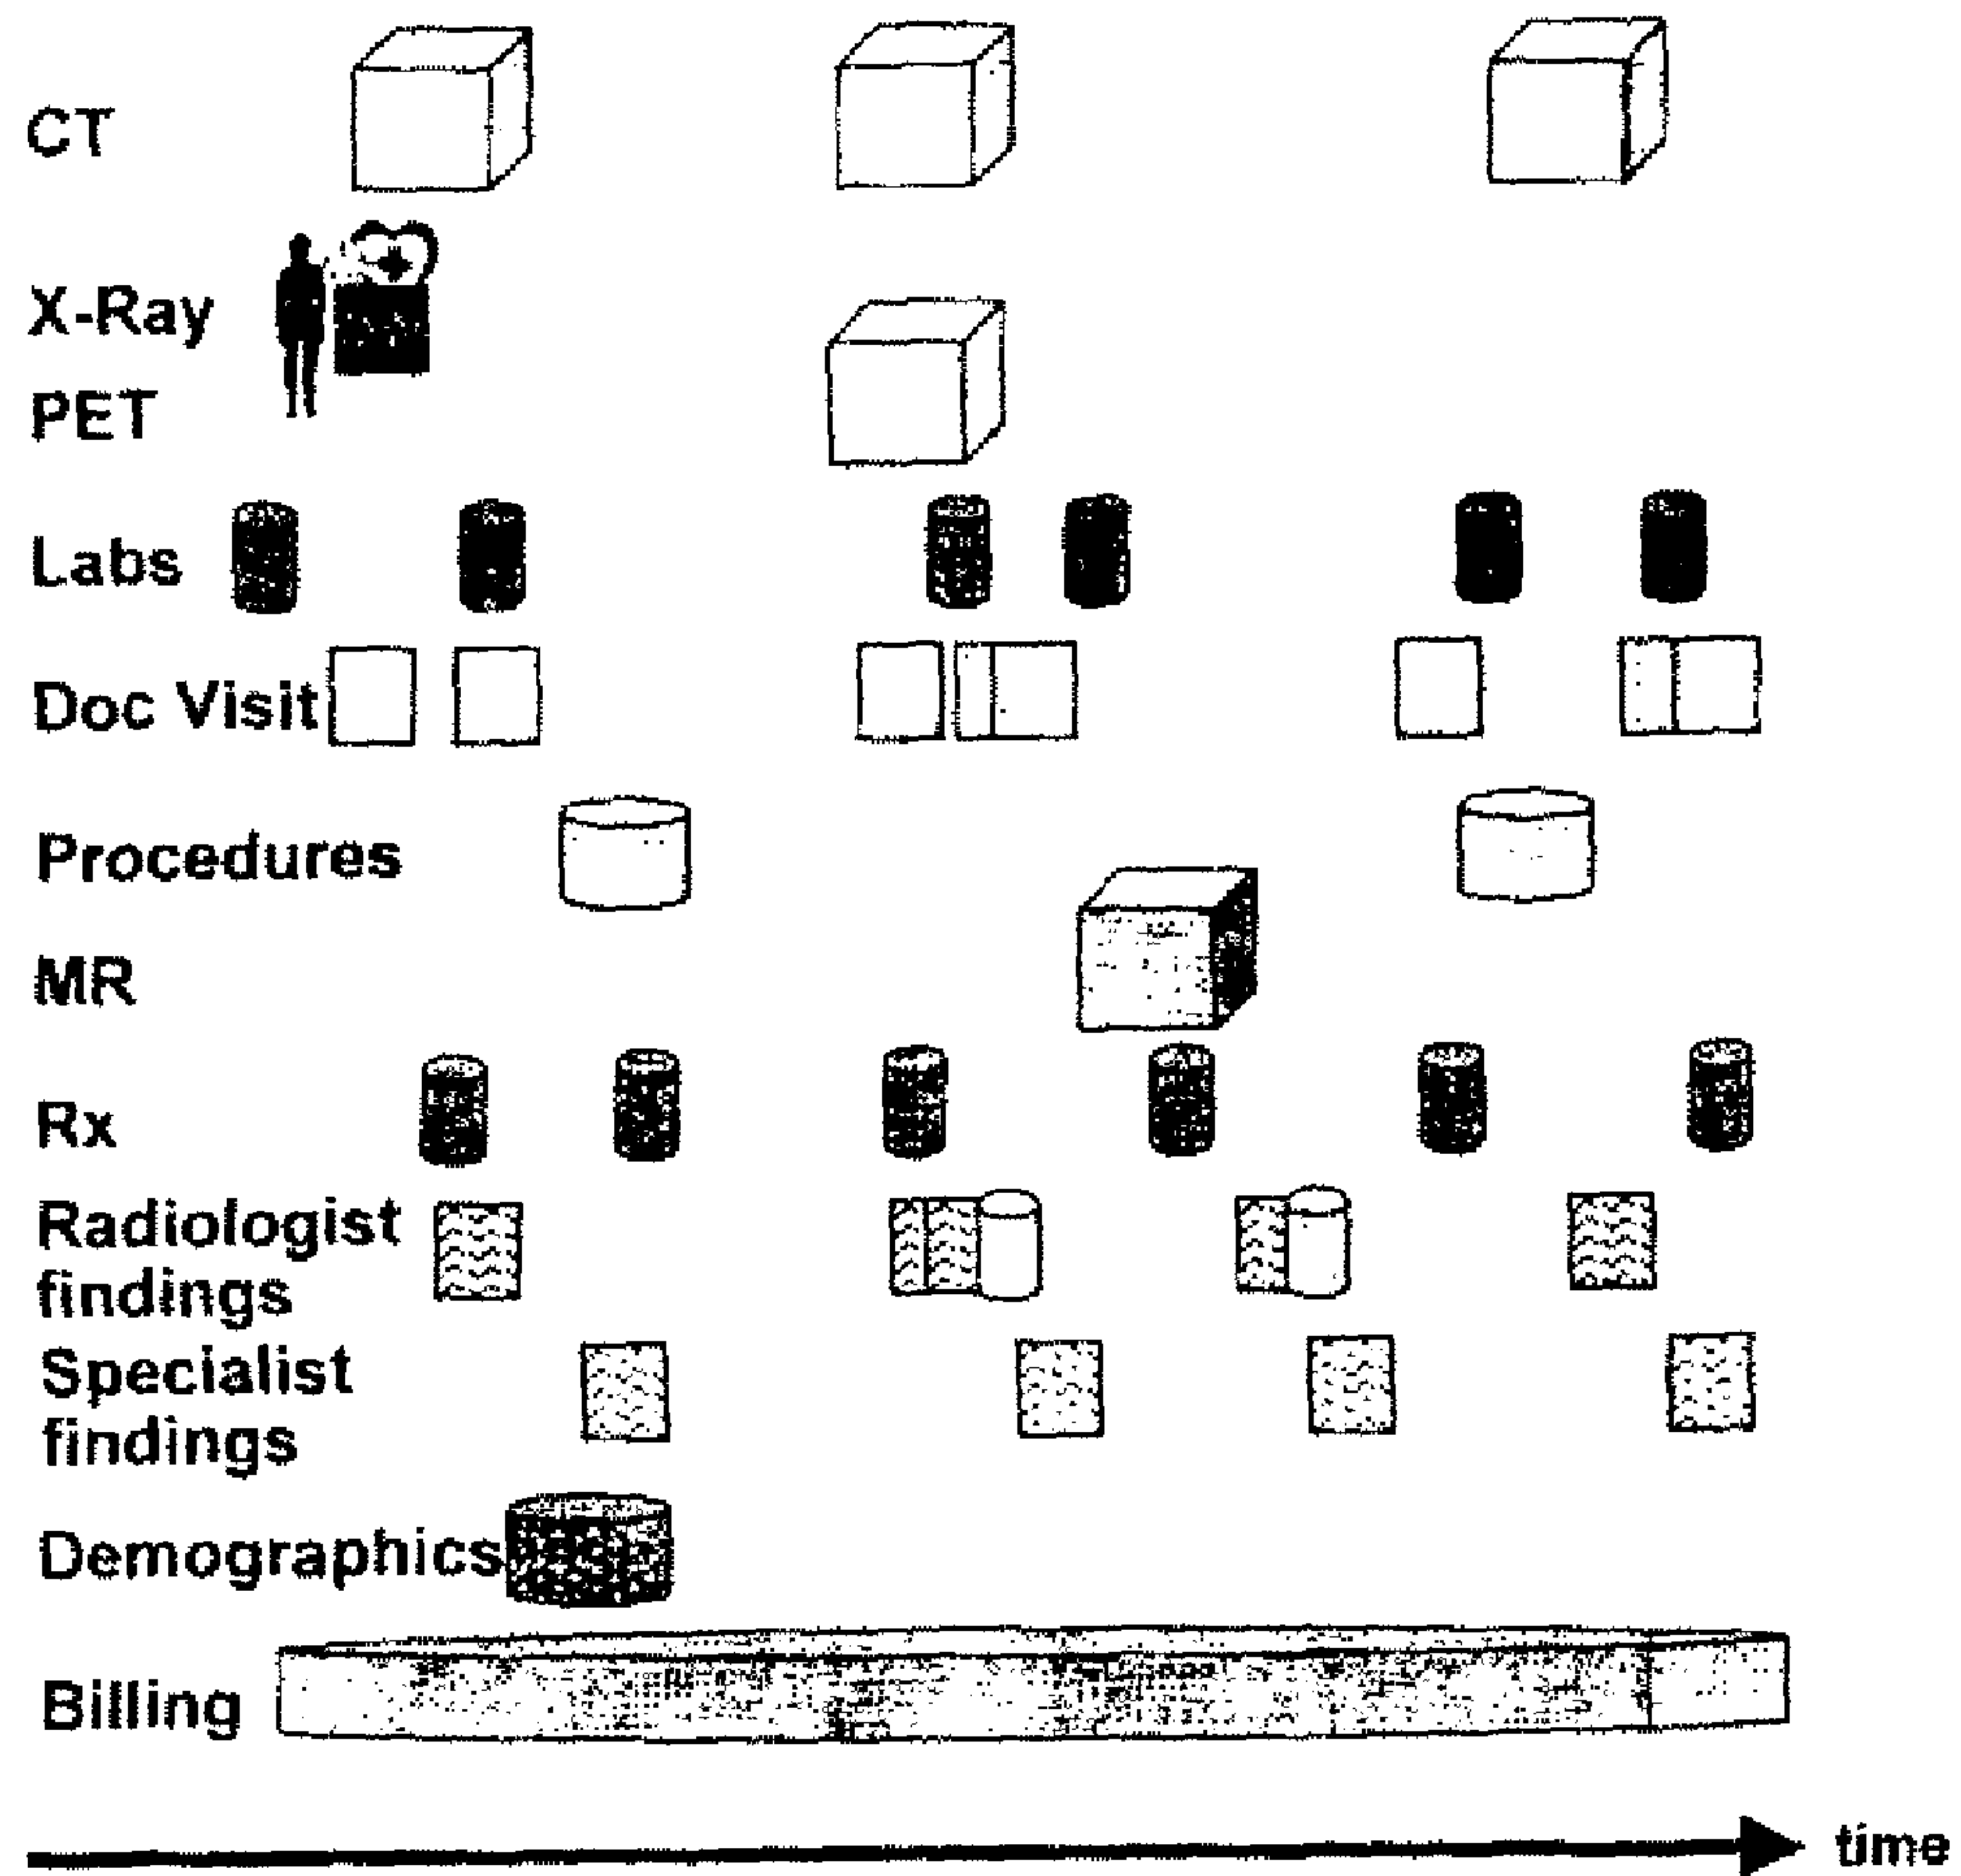 CT
X-Ray
PET
Labs
Doc Visit
Procedures
MR
Rx
Radiologist
findings
Specialist
findings
Demographics
Billing
time